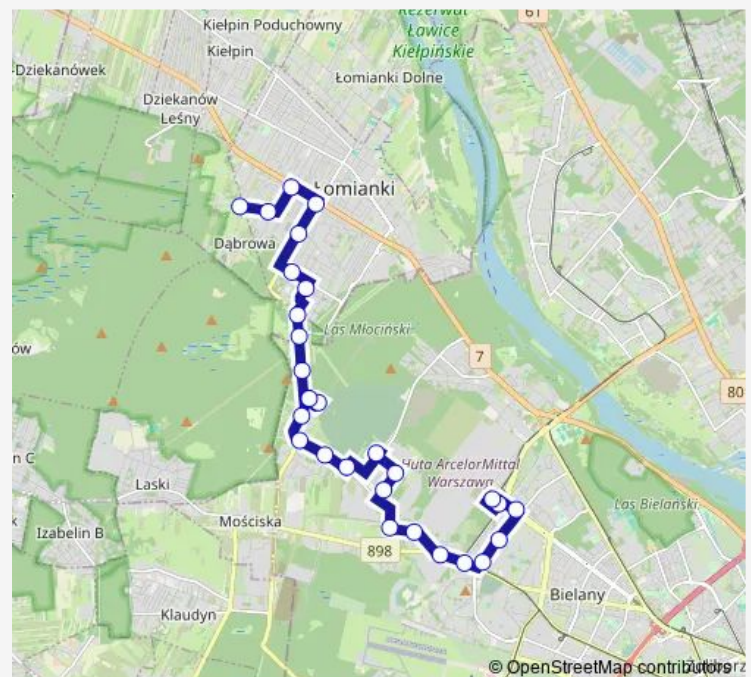 Rezerwat
Ławice
Kiełpińskie
61
Kiełpin Poduchowny
Kiełpin
-Dziekanówek
Łomianki Dolne
Dziekanów
Leśny
Łomianki
Dąbrowa
Las Młociński
ów
7
80
n C
Laski
Huta ArcelorMittal
Warszawa
Las Bielański
Izabelin B
Mościska
898
k
Klaudyn
Bielany
© OpenStreetMap contributors